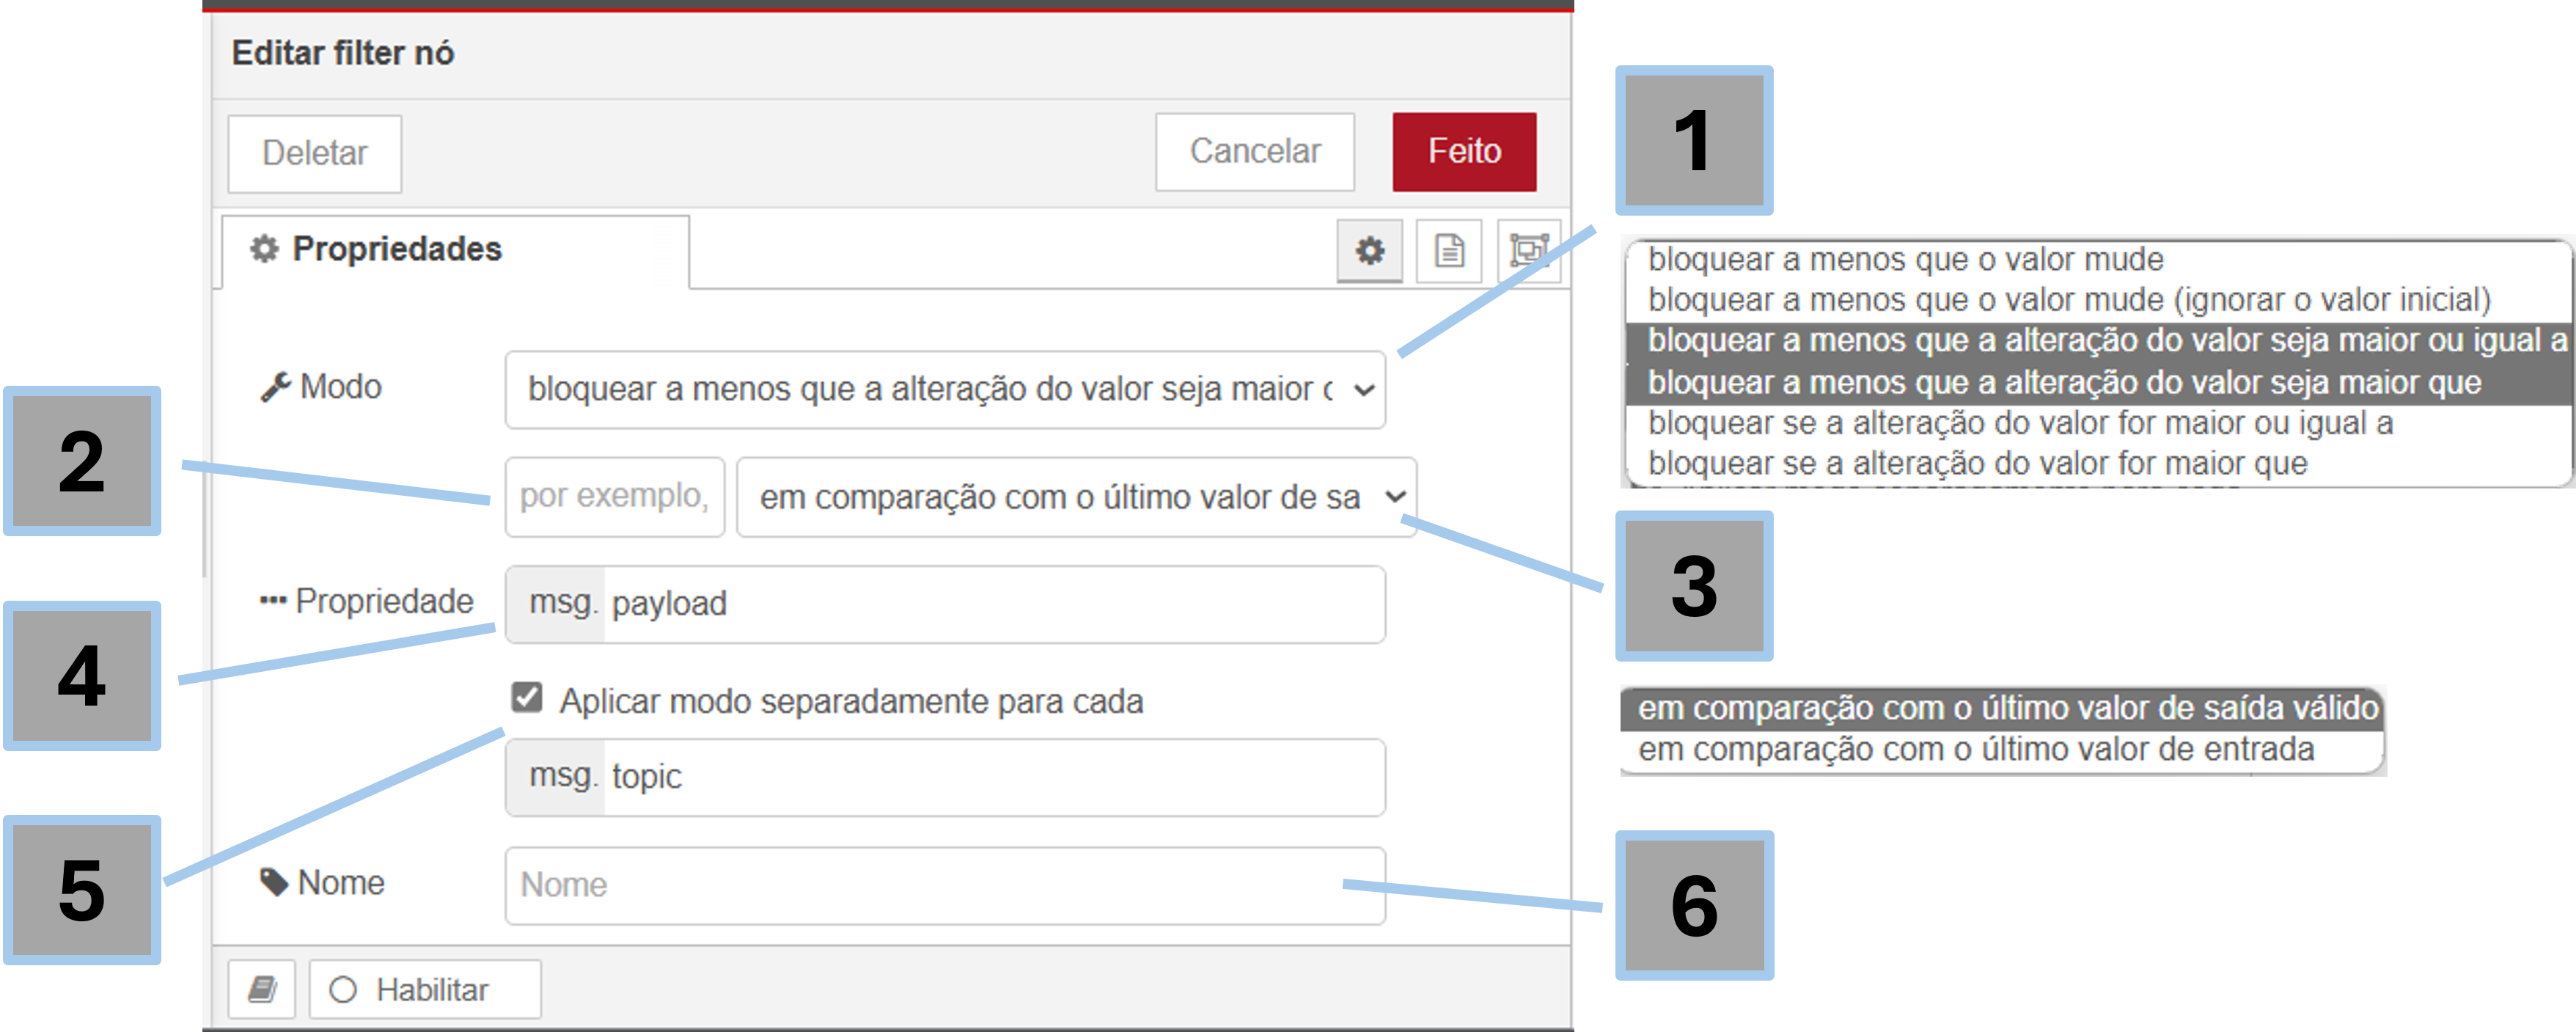 Editar filter nó
Deletar
Cancelar
Feito
Propriedades
Modo
bloquear a menos que a alteração do valor seja maior
por exemplo,
em comparação com o último valor de sa
Propriedade
msg. payload
Aplicar modo separadamente para cada
msg. topic
Nome
Nome
Habilitar
1
bloquear a menos que o valor mude
bloquear a menos que o valor mude (ignorar o valor inicial)
bloquear a menos que a alteração do valor seja maior ou igual a
bloquear a menos que a alteração do valor seja maior que
bloquear se a alteração do valor for maior ou igual a
bloquear se a alteração do valor for maior que
2
3
em comparação com o último valor de saída válido
em comparação com o último valor de entrada
4
5
6